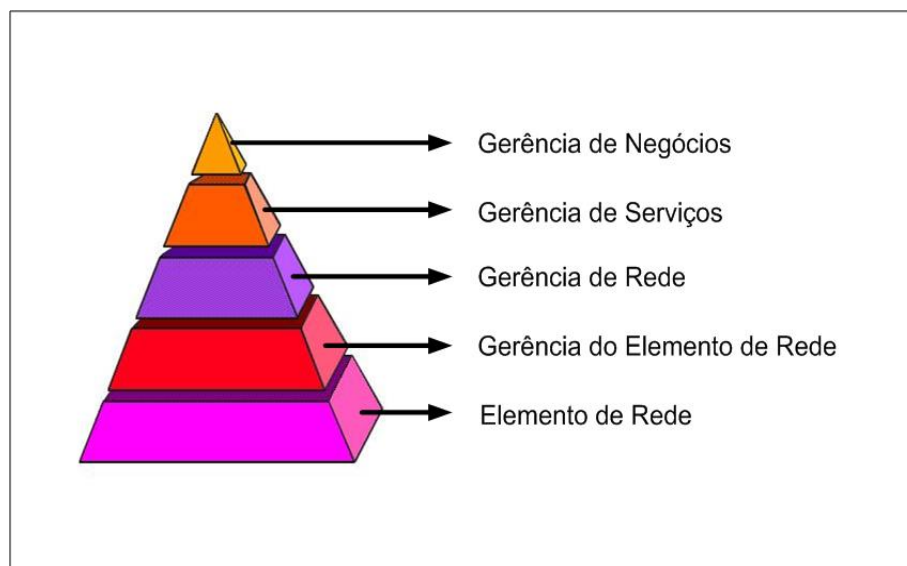 Gerência de Negócios
Gerência de Serviços
Gerência de Rede
Gerência do Elemento de Rede
Elemento de Rede